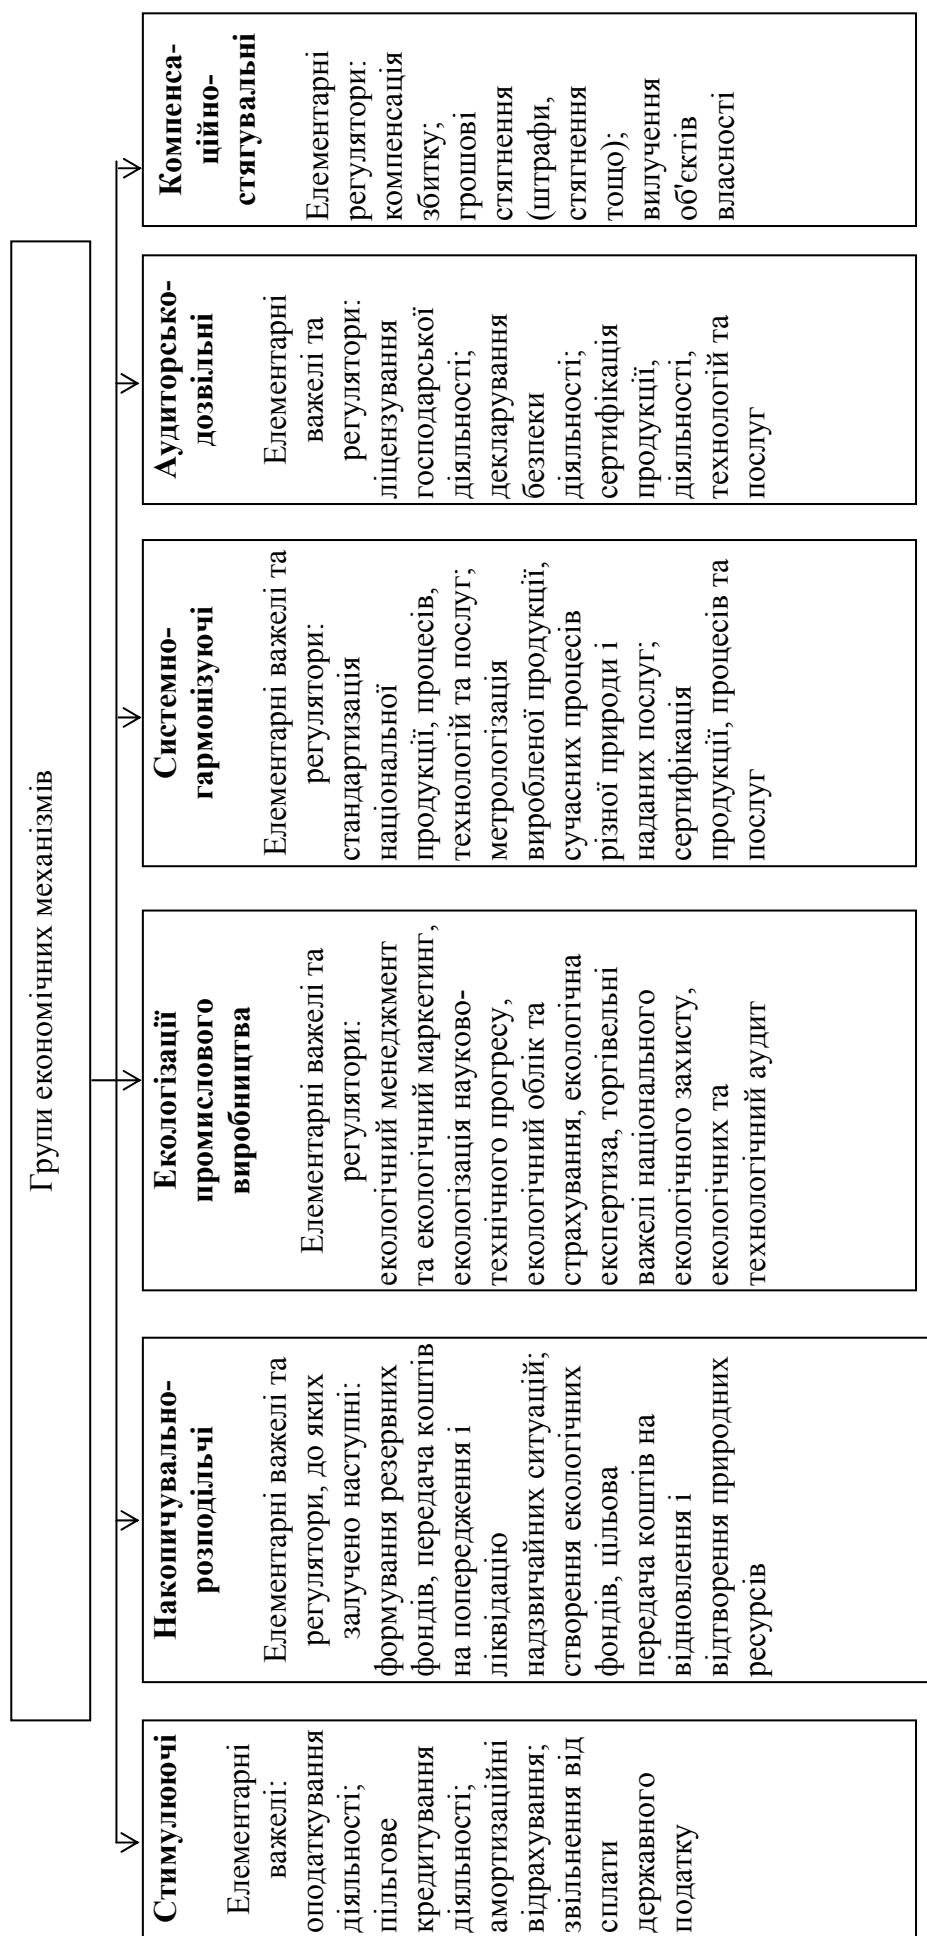 Групи економічних механізмів
Стимулюючі
Елементарні
важелі:
оподаткування
діяльності;
пільгове
кредитування
діяльності;
амортизаційні
відрахування;
звільнення від
сплати
державного
податку
Накопичувально-
розподільчі
Елементарні важелі та
регулятори, до яких
залучено наступні:
формування резервних
фондів, передача коштів
на попередження і
ліквідацію
надзвичайних ситуацій;
створення екологічних
фондів, цільова
передача коштів на
відновлення і
відтворення природних
ресурсів
Екологізації
промислового
виробництва
Елементарні важелі та
регулятори:
екологічний менеджмент
та екологічний маркетинг,
екологізація науково-
технічного прогресу,
екологічний облік та
страхування, екологічна
експертиза, торгівельні
важелі національного
екологічного захисту,
екологічних та
технологічний аудит
Системно-
гармонізуючі
Елементарні важелі та
регулятори:
стандартизація
національної
продукції, процесів,
технологій та послуг;
метрологізація
виробленої продукції,
сучасних процесів
різної природи і
наданих послуг;
сертифікація
продукції, процесів та
послуг
Аудиторсько-
дозвільні
Елементарні
важелі та
регулятори:
ліцензування
господарської
діяльності;
декларування
безпеки
діяльності;
сертифікація
продукції,
діяльності,
технологій та
послуг
Компенса-
ційно-
стягувальні
Елементарні
регулятори:
компенсація
збитку;
грошові
стягнення
(штрафи,
стягнення
тощо);
вилучення
об'єктів
власності